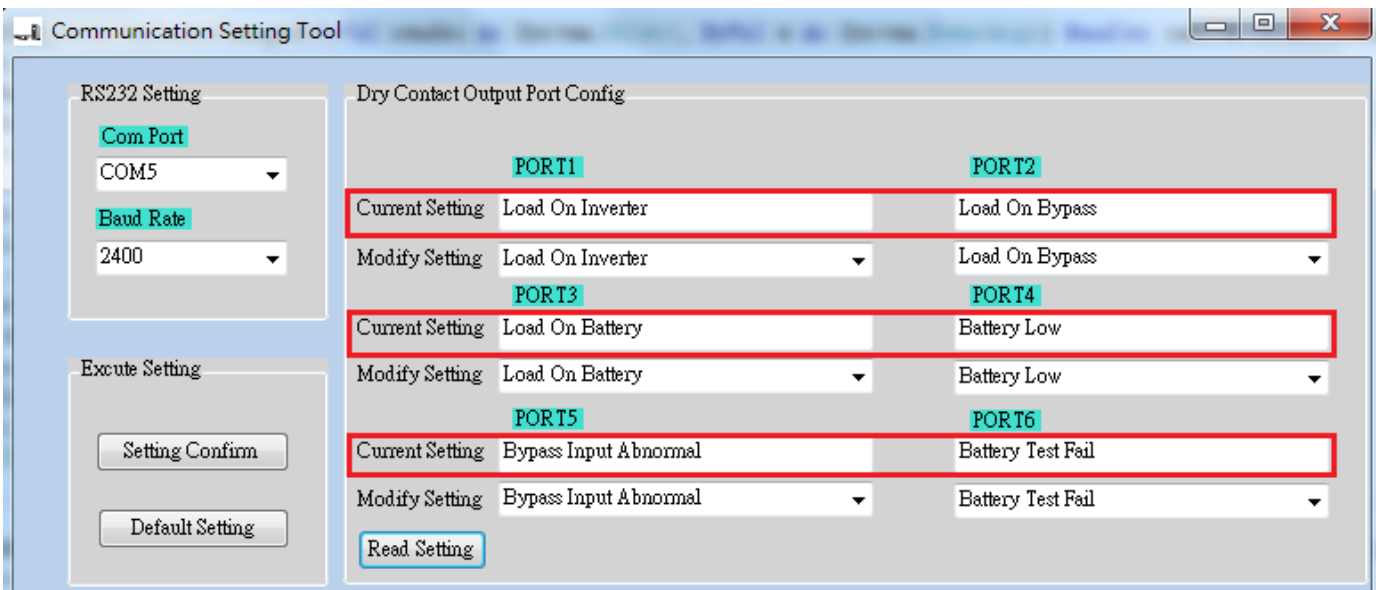 Communication Setting Tool
RS232 Setting
Com Port
COM5
Baud Rate
2400
Excute Setting
Setting Confirm
Default Setting
Dry Contact Output Port Config
PORT1 PORT2
Current Setting Load On Inverter Load On Bypass
Modify Setting Load On Inverter Load On Bypass
PORT3 PORT4
Current Setting Load On Battery Battery Low
Modify Setting Load On Battery Battery Low
PORT5 PORT6
Current Setting Bypass Input Abnormal Battery Test Fail
Modify Setting Bypass Input Abnormal Battery Test Fail
Read Setting